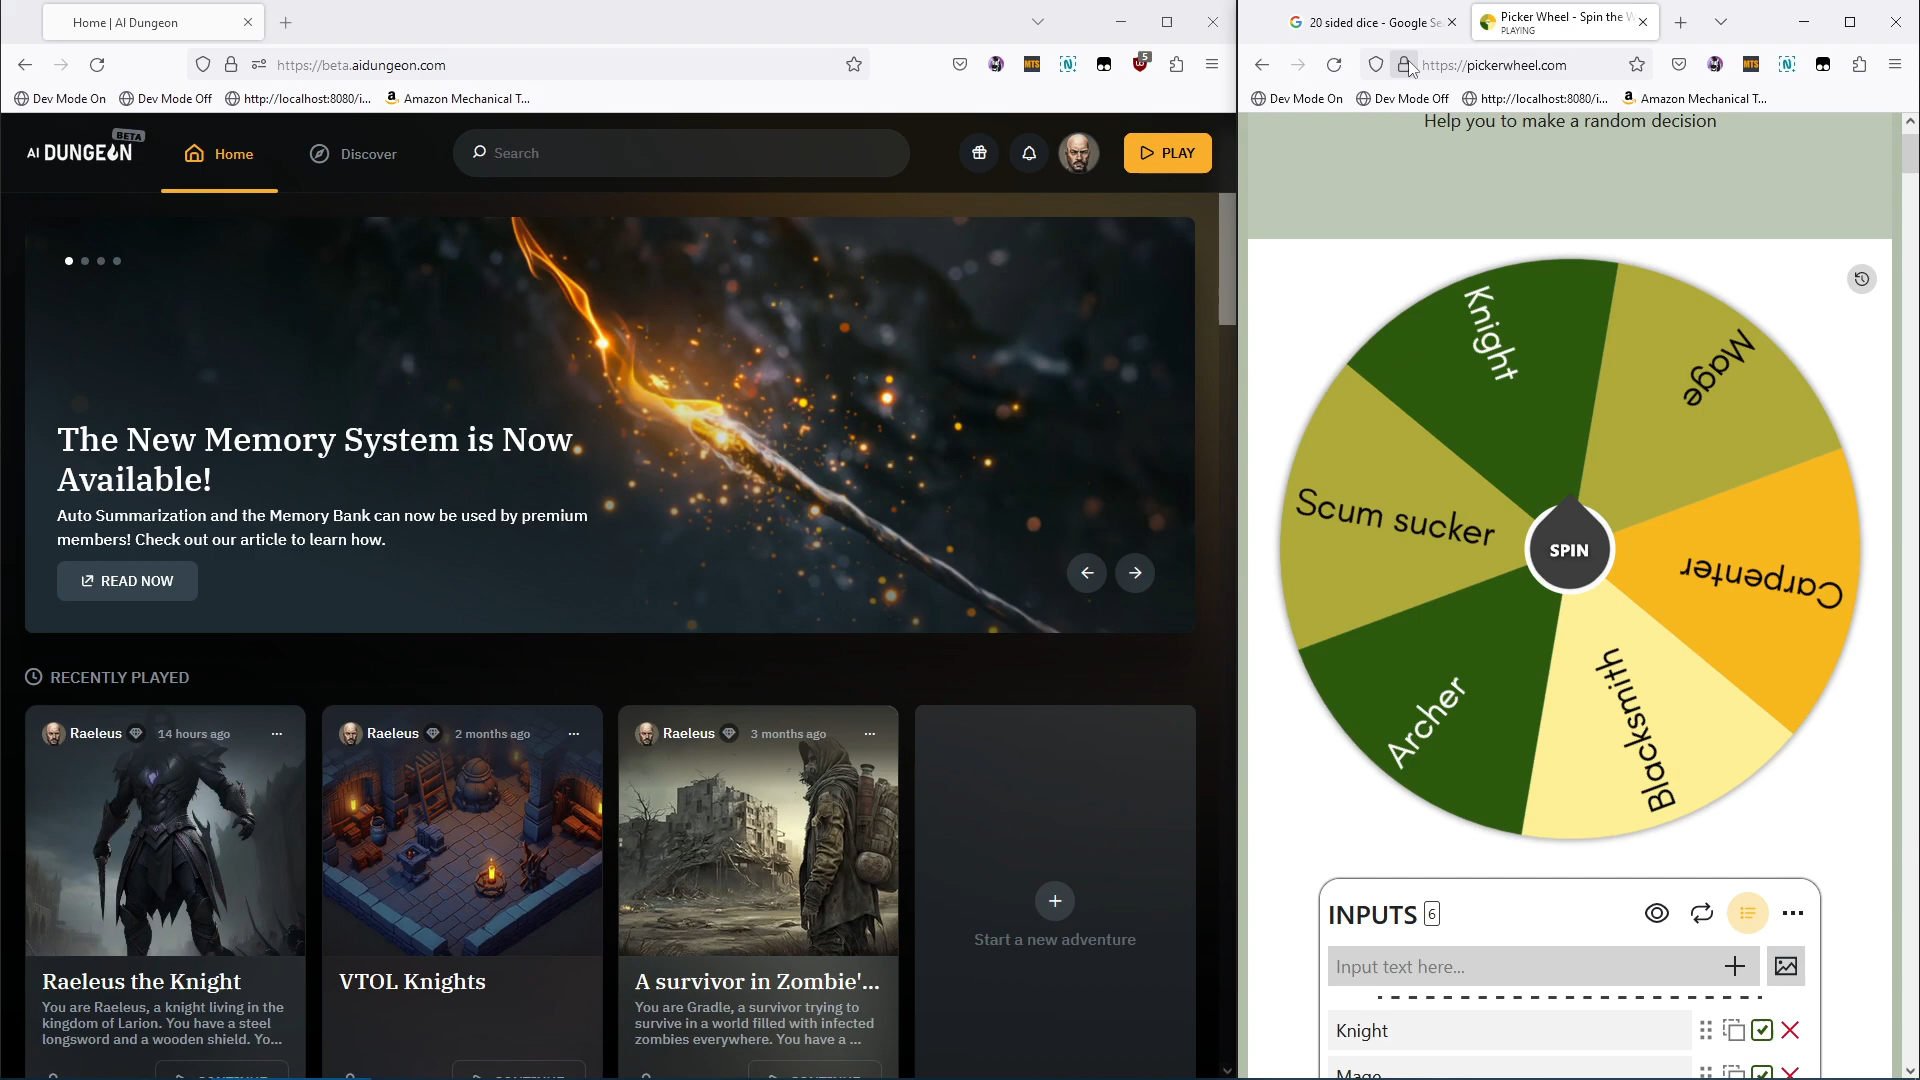 Home | AI Dungeon
https://beta.aidungeon.com
5
Dev Mode On
Dev Mode Off
http://localhost:8080/i...
Amazon Mechanical T...
AI DUNGEON
BETA
Home
Discover
Search
PLAY
The New Memory System is Now
Available!
Auto Summarization and the Memory Bank can now be used by premium
members! Check out our article to learn how.
READ NOW
RECENTLY PLAYED
Raeleus
14 hours ago
Raeleus the Knight
You are Raeleus, a knight living in the
kingdom of Larion. You have a steel
longsword and a wooden shield. Yo...
Raeleus
2 months ago
VTOL Knights
Raeleus
3 months ago
A survivor in Zombie'...
You are Gradle, a survivor trying to
survive in a world filled with infected
zombies everywhere. You have a ...
Start a new adventure
20 sided dice - Google Se
Picker Wheel - Spin the W
PLAYING
https://pickerwheel.com
MTS
Dev Mode On
Dev Mode Off
http://localhost:8080/i...
Amazon Mechanical T...
Help you to make a random decision
Knight
Mage
Carpenter
Blacksmith
Archer
Scum sucker
SPIN
INPUTS 6
Input text here...
Knight
Mage